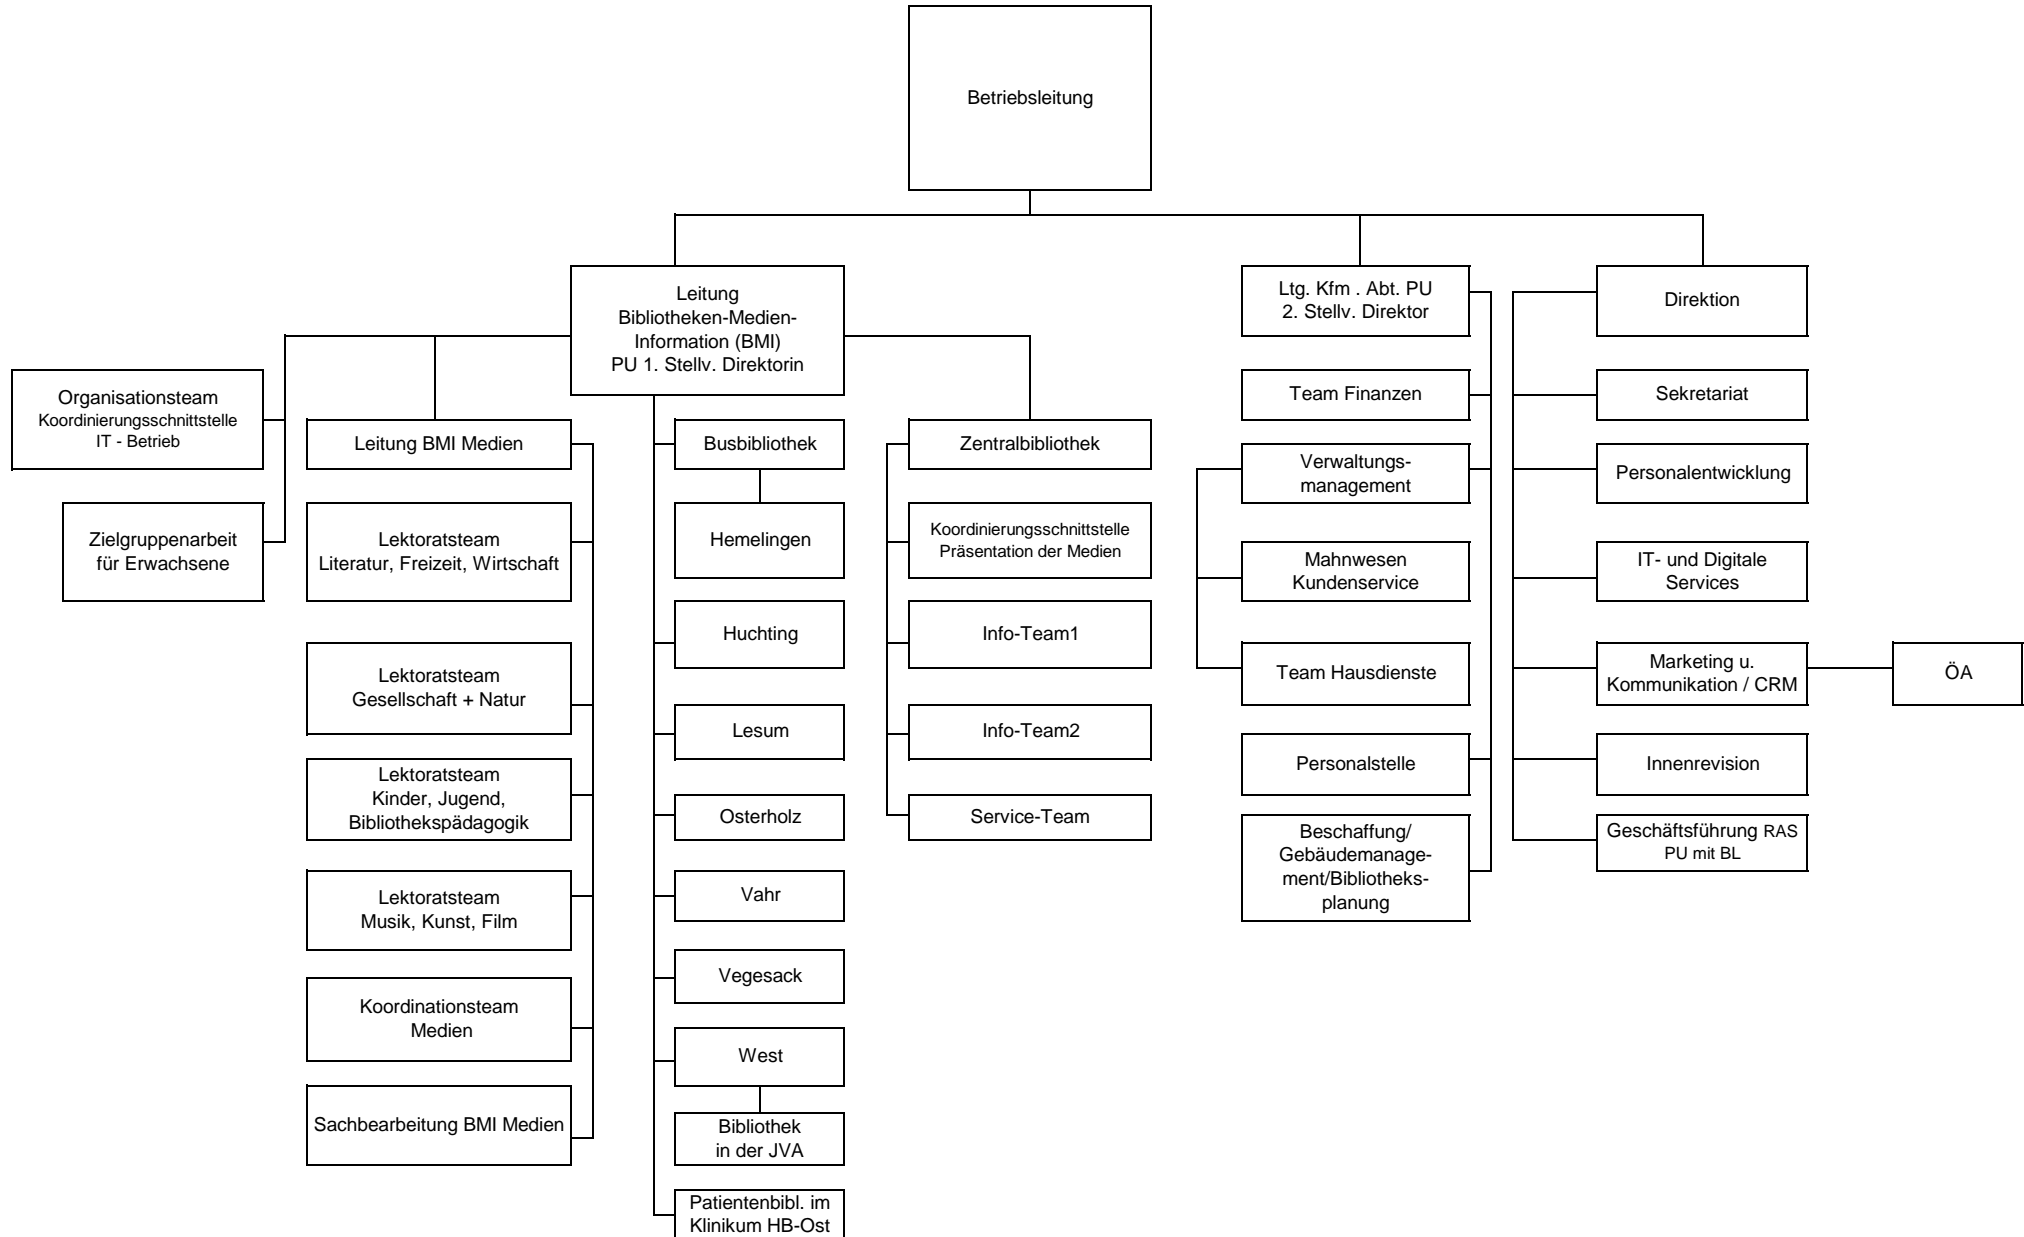 Betriebsleitung
Leitung
Bibliotheken-Medien-
Information (BMI)
PU 1. Stellv. Direktorin
Ltg. Kfm . Abt. PU
2. Stellv. Direktor
Direktion
Organisationsteam
Koordinierungsschnittstelle
IT - Betrieb
Zielgruppenarbeit
für Erwachsene
Leitung BMI Medien
Lektoratsteam
Literatur, Freizeit, Wirtschaft
Lektoratsteam
Gesellschaft + Natur
Lektoratsteam
Kinder, Jugend,
Bibliothekspädagogik
Lektoratsteam
Musik, Kunst, Film
Koordinationsteam
Medien
Sachbearbeitung BMI Medien
Busbibliothek
Hemelingen
Huchting
Lesum
Osterholz
Vahr
Vegesack
West
Bibliothek
in der JVA
Patientenbibl. im
Klinikum HB-Ost
Zentralbibliothek
Koordinierungsschnittstelle
Präsentation der Medien
Info-Team1
Info-Team2
Service-Team
Team Finanzen
Verwaltungs-
management
Mahnwesen
Kundenservice
Team Hausdienste
Personalstelle
Beschaffung/
Gebäudemanage-
ment/Bibliotheks-
planung
Sekretariat
Personalentwicklung
IT- und Digitale
Services
Marketing u.
Kommunikation / CRM
ÖA
Innenrevision
Geschäftsführung RAS
PU mit BL